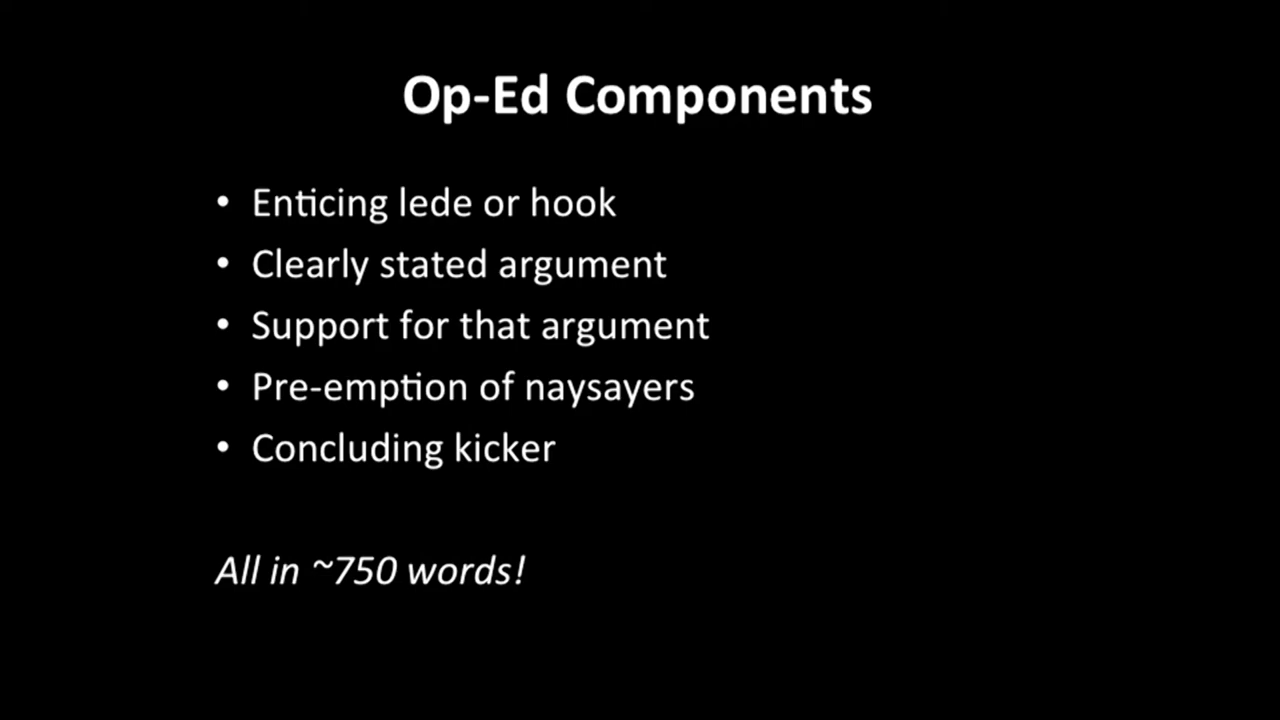 Op-Ed Components
• Enticing lede or hook
• Clearly stated argument
• Support for that argument
• Pre-emption of naysayers
• Concluding kicker
All in ~750 words!